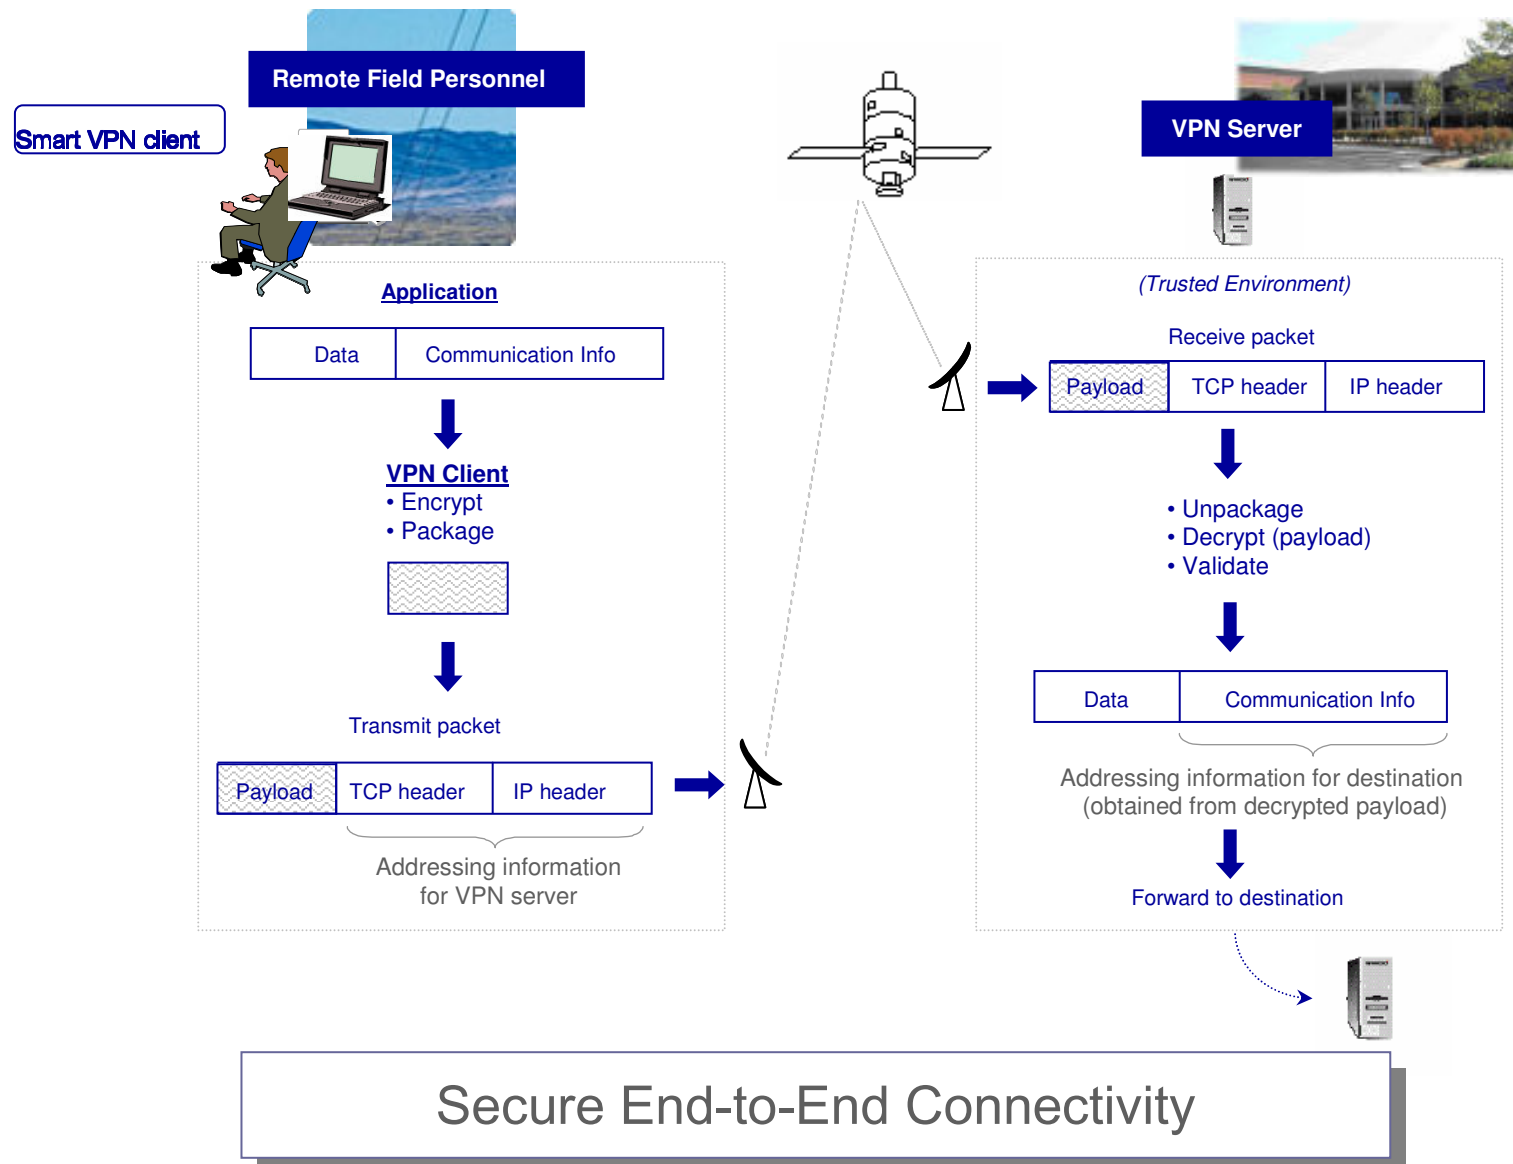 Remote Field Personnel
Smart VPN client
Application
Data
Communication Info
VPN Client
• Encrypt
• Package
Transmit packet
Payload
TCP header
IP header
Addressing information
for VPN server
VPN Server
(Trusted Environment)
Receive packet
Payload
TCP header
IP header
• Unpackage
• Decrypt (payload)
• Validate
Data
Communication Info
Addressing information for destination
(obtained from decrypted payload)
Forward to destination
Secure End-to-End Connectivity